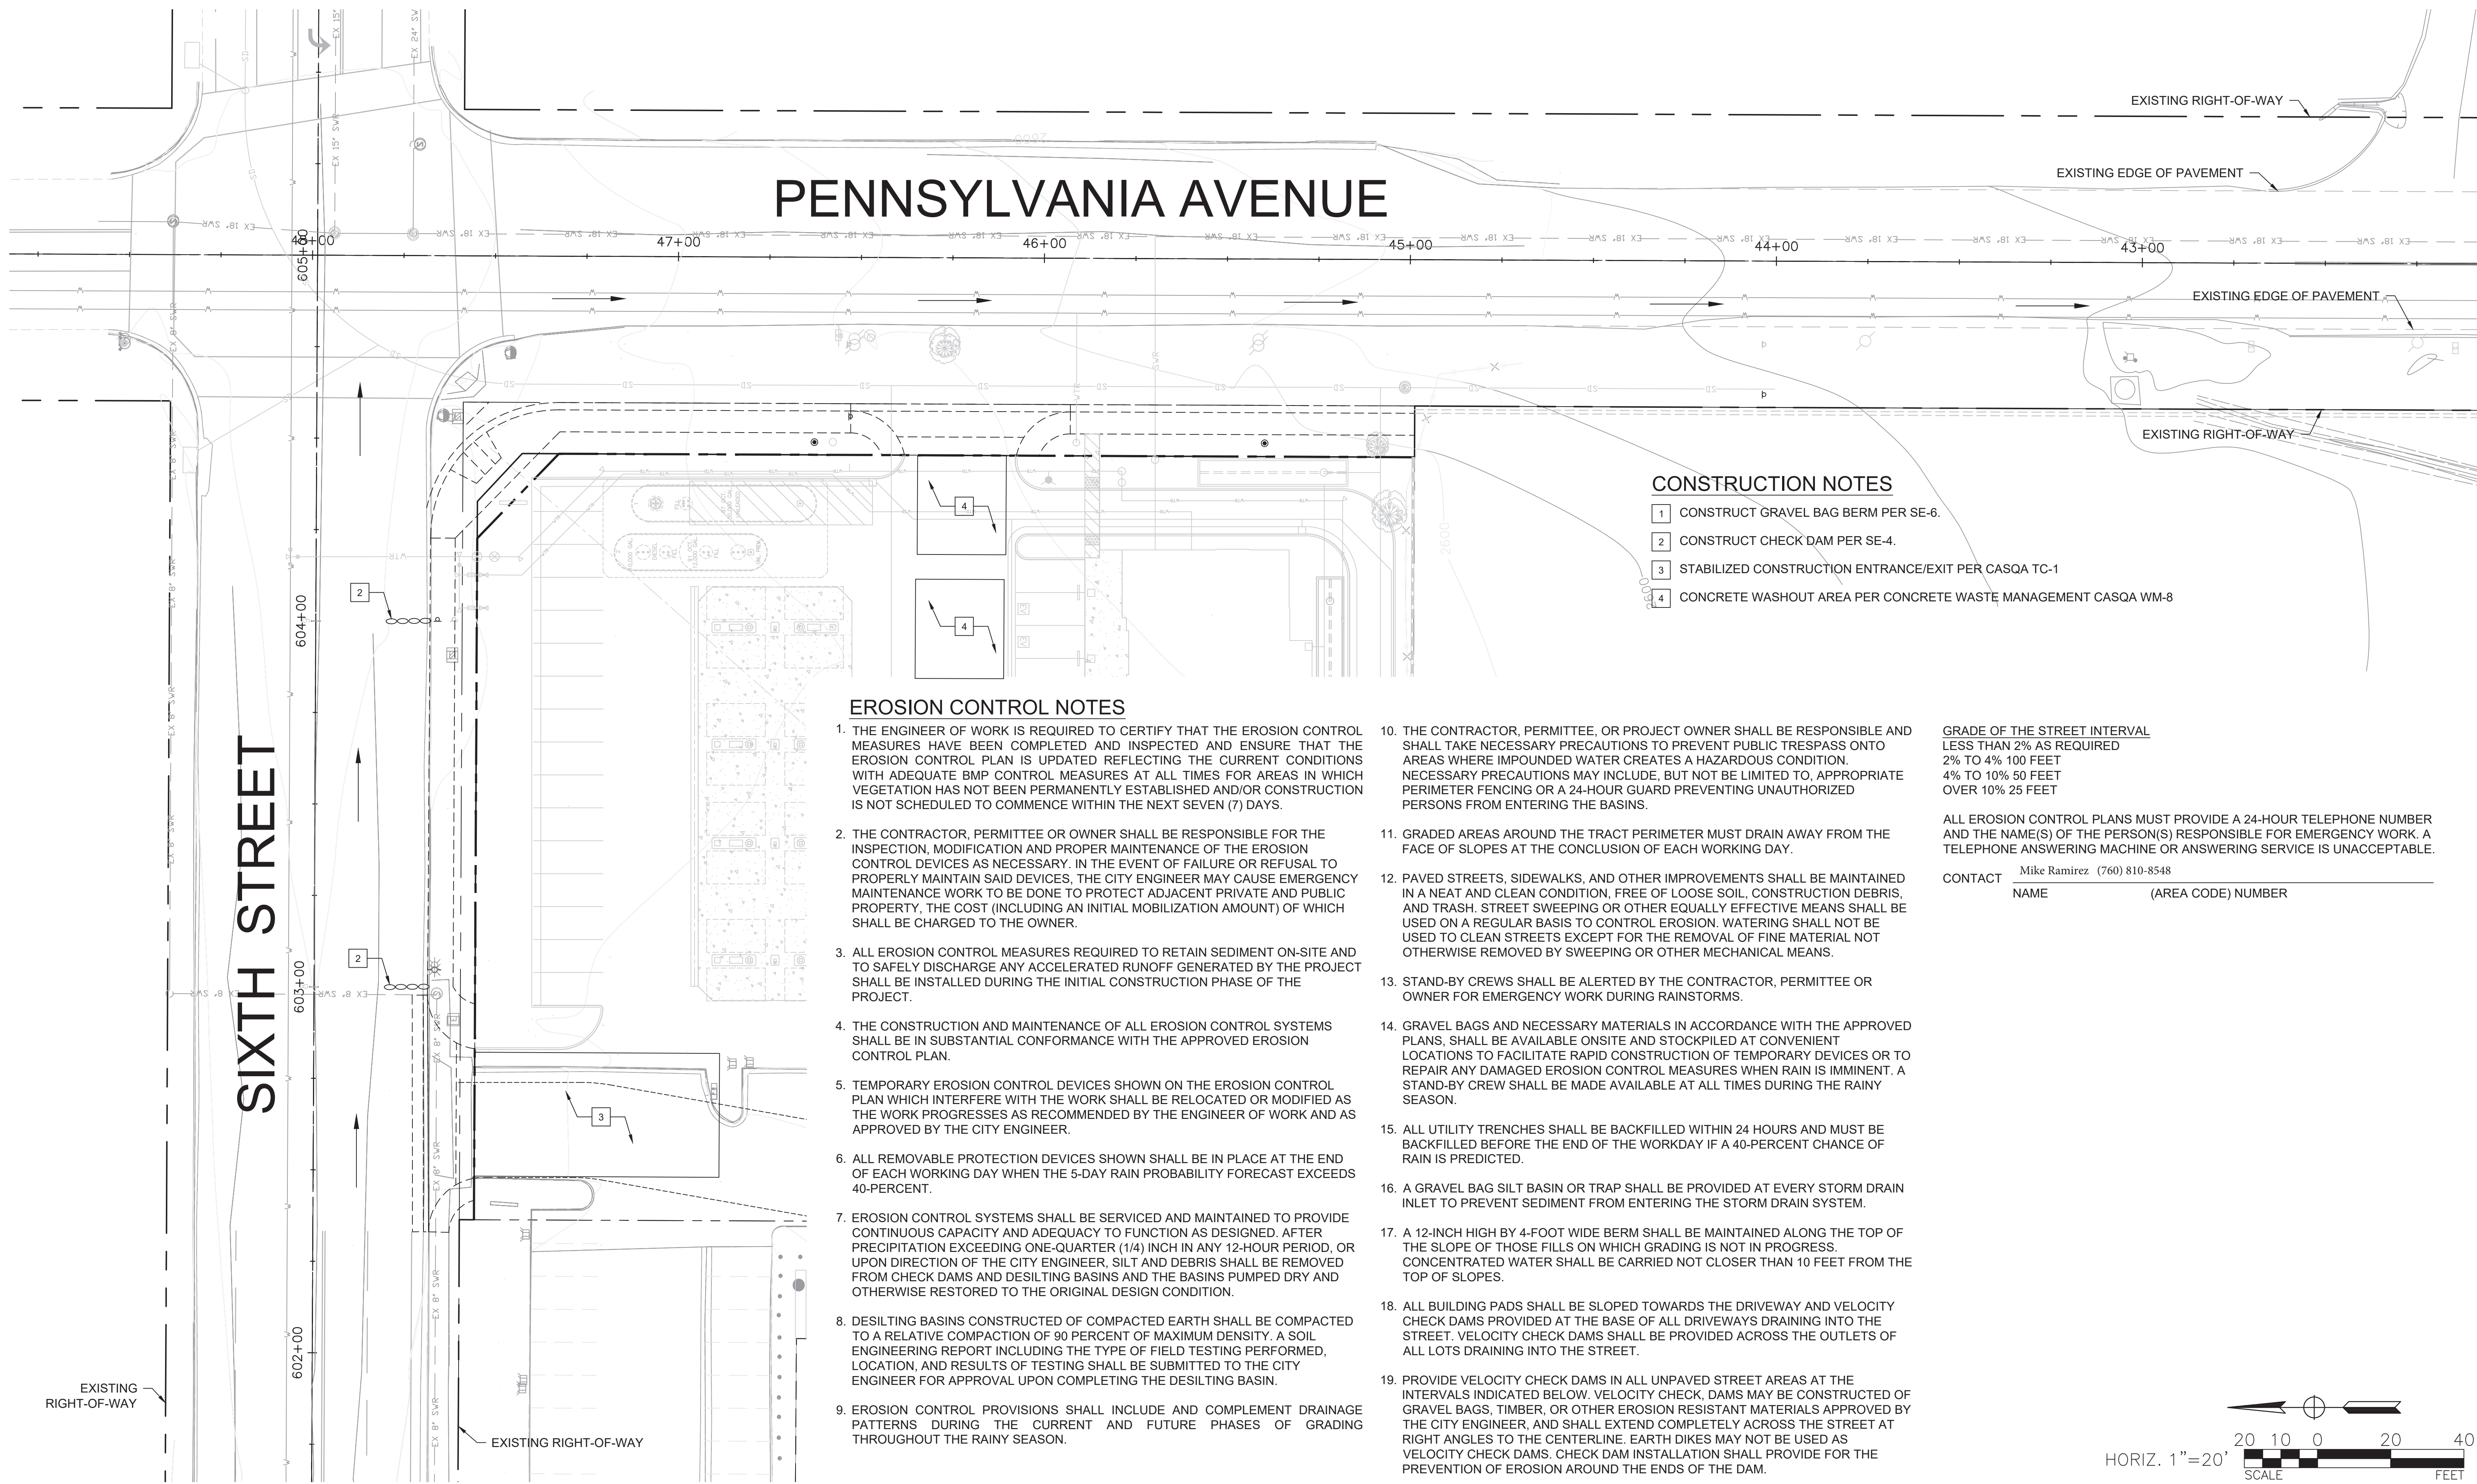 PENNSYLVANIA AVENUE
SIXTH STREET
EXISTING RIGHT-OF-WAY
EXISTING EDGE OF PAVEMENT
EXISTING EDGE OF PAVEMENT
EXISTING RIGHT-OF-WAY
EXISTING
RIGHT-OF-WAY
EXISTING RIGHT-OF-WAY
605+00
47+00
46+00
45+00
44+00
43+00
604+00
603+00
602+00
EX 15" SWR
EX 18" SWR
EX 8" SWR
2600
2600
2
2
3
4
4
CONSTRUCTION NOTES
1 CONSTRUCT GRAVEL BAG BERM PER SE-6.
2 CONSTRUCT CHECK DAM PER SE-4.
3 STABILIZED CONSTRUCTION ENTRANCE/EXIT PER CASQA TC-1
4 CONCRETE WASHOUT AREA PER CONCRETE WASTE MANAGEMENT CASQA WM-8
EROSION CONTROL NOTES
1. THE ENGINEER OF WORK IS REQUIRED TO CERTIFY THAT THE EROSION CONTROL
MEASURES HAVE BEEN COMPLETED AND INSPECTED AND ENSURE THAT THE
EROSION CONTROL PLAN IS UPDATED REFLECTING THE CURRENT CONDITIONS
WITH ADEQUATE BMP CONTROL MEASURES AT ALL TIMES FOR AREAS IN WHICH
VEGETATION HAS NOT BEEN PERMANENTLY ESTABLISHED AND/OR CONSTRUCTION
IS NOT SCHEDULED TO COMMENCE WITHIN THE NEXT SEVEN (7) DAYS.
2. THE CONTRACTOR, PERMITTEE OR OWNER SHALL BE RESPONSIBLE FOR THE
INSPECTION, MODIFICATION AND PROPER MAINTENANCE OF THE EROSION
CONTROL DEVICES AS NECESSARY. IN THE EVENT OF FAILURE OR REFUSAL TO
PROPERLY MAINTAIN SAID DEVICES, THE CITY ENGINEER MAY CAUSE EMERGENCY
MAINTENANCE WORK TO BE DONE TO PROTECT ADJACENT PRIVATE AND PUBLIC
PROPERTY, THE COST (INCLUDING AN INITIAL MOBILIZATION AMOUNT) OF WHICH
SHALL BE CHARGED TO THE OWNER.
3. ALL EROSION CONTROL MEASURES REQUIRED TO RETAIN SEDIMENT ON-SITE AND
TO SAFELY DISCHARGE ANY ACCELERATED RUNOFF GENERATED BY THE PROJECT
SHALL BE INSTALLED DURING THE INITIAL CONSTRUCTION PHASE OF THE
PROJECT.
4. THE CONSTRUCTION AND MAINTENANCE OF ALL EROSION CONTROL SYSTEMS
SHALL BE IN SUBSTANTIAL CONFORMANCE WITH THE APPROVED EROSION
CONTROL PLAN.
5. TEMPORARY EROSION CONTROL DEVICES SHOWN ON THE EROSION CONTROL
PLAN WHICH INTERFERE WITH THE WORK SHALL BE RELOCATED OR MODIFIED AS
THE WORK PROGRESSES AS RECOMMENDED BY THE ENGINEER OF WORK AND AS
APPROVED BY THE CITY ENGINEER.
6. ALL REMOVABLE PROTECTION DEVICES SHOWN SHALL BE IN PLACE AT THE END
OF EACH WORKING DAY WHEN THE 5-DAY RAIN PROBABILITY FORECAST EXCEEDS
40-PERCENT.
7. EROSION CONTROL SYSTEMS SHALL BE SERVICED AND MAINTAINED TO PROVIDE
CONTINUOUS CAPACITY AND ADEQUACY TO FUNCTION AS DESIGNED. AFTER
PRECIPITATION EXCEEDING ONE-QUARTER (1/4) INCH IN ANY 12-HOUR PERIOD, OR
UPON DIRECTION OF THE CITY ENGINEER, SILT AND DEBRIS SHALL BE REMOVED
FROM CHECK DAMS AND DESILTING BASINS AND THE BASINS PUMPED DRY AND
OTHERWISE RESTORED TO THE ORIGINAL DESIGN CONDITION.
8. DESILTING BASINS CONSTRUCTED OF COMPACTED EARTH SHALL BE COMPACTED
TO A RELATIVE COMPACTION OF 90 PERCENT OF MAXIMUM DENSITY. A SOIL
ENGINEERING REPORT INCLUDING THE TYPE OF FIELD TESTING PERFORMED,
LOCATION, AND RESULTS OF TESTING SHALL BE SUBMITTED TO THE CITY
ENGINEER FOR APPROVAL UPON COMPLETING THE DESILTING BASIN.
9. EROSION CONTROL PROVISIONS SHALL INCLUDE AND COMPLEMENT DRAINAGE
PATTERNS DURING THE CURRENT AND FUTURE PHASES OF GRADING
THROUGHOUT THE RAINY SEASON.
10. THE CONTRACTOR, PERMITTEE, OR PROJECT OWNER SHALL BE RESPONSIBLE AND
SHALL TAKE NECESSARY PRECAUTIONS TO PREVENT PUBLIC TRESPASS ONTO
AREAS WHERE IMPOUNDED WATER CREATES A HAZARDOUS CONDITION.
NECESSARY PRECAUTIONS MAY INCLUDE, BUT NOT BE LIMITED TO, APPROPRIATE
PERIMETER FENCING OR A 24-HOUR GUARD PREVENTING UNAUTHORIZED
PERSONS FROM ENTERING THE BASINS.
11. GRADED AREAS AROUND THE TRACT PERIMETER MUST DRAIN AWAY FROM THE
FACE OF SLOPES AT THE CONCLUSION OF EACH WORKING DAY.
12. PAVED STREETS, SIDEWALKS, AND OTHER IMPROVEMENTS SHALL BE MAINTAINED
IN A NEAT AND CLEAN CONDITION, FREE OF LOOSE SOIL, CONSTRUCTION DEBRIS,
AND TRASH. STREET SWEEPING OR OTHER EQUALLY EFFECTIVE MEANS SHALL BE
USED ON A REGULAR BASIS TO CONTROL EROSION. WATERING SHALL NOT BE
USED TO CLEAN STREETS EXCEPT FOR THE REMOVAL OF FINE MATERIAL NOT
OTHERWISE REMOVED BY SWEEPING OR OTHER MECHANICAL MEANS.
13. STAND-BY CREWS SHALL BE ALERTED BY THE CONTRACTOR, PERMITTEE OR
OWNER FOR EMERGENCY WORK DURING RAINSTORMS.
14. GRAVEL BAGS AND NECESSARY MATERIALS IN ACCORDANCE WITH THE APPROVED
PLANS, SHALL BE AVAILABLE ONSITE AND STOCKPILED AT CONVENIENT
LOCATIONS TO FACILITATE RAPID CONSTRUCTION OF TEMPORARY DEVICES OR TO
REPAIR ANY DAMAGED EROSION CONTROL MEASURES WHEN RAIN IS IMMINENT. A
STAND-BY CREW SHALL BE MADE AVAILABLE AT ALL TIMES DURING THE RAINY
SEASON.
15. ALL UTILITY TRENCHES SHALL BE BACKFILLED WITHIN 24 HOURS AND MUST BE
BACKFILLED BEFORE THE END OF THE WORKDAY IF A 40-PERCENT CHANCE OF
RAIN IS PREDICTED.
16. A GRAVEL BAG SILT BASIN OR TRAP SHALL BE PROVIDED AT EVERY STORM DRAIN
INLET TO PREVENT SEDIMENT FROM ENTERING THE STORM DRAIN SYSTEM.
17. A 12-INCH HIGH BY 4-FOOT WIDE BERM SHALL BE MAINTAINED ALONG THE TOP OF
THE SLOPE OF THOSE FILLS ON WHICH GRADING IS NOT IN PROGRESS.
CONCENTRATED WATER SHALL BE CARRIED NOT CLOSER THAN 10 FEET FROM THE
TOP OF SLOPES.
18. ALL BUILDING PADS SHALL BE SLOPED TOWARDS THE DRIVEWAY AND VELOCITY
CHECK DAMS PROVIDED AT THE BASE OF ALL DRIVEWAYS DRAINING INTO THE
STREET. VELOCITY CHECK DAMS SHALL BE PROVIDED ACROSS THE OUTLETS OF
ALL LOTS DRAINING INTO THE STREET.
19. PROVIDE VELOCITY CHECK DAMS IN ALL UNPAVED STREET AREAS AT THE
INTERVALS INDICATED BELOW. VELOCITY CHECK, DAMS MAY BE CONSTRUCTED OF
GRAVEL BAGS, TIMBER, OR OTHER EROSION RESISTANT MATERIALS APPROVED BY
THE CITY ENGINEER, AND SHALL EXTEND COMPLETELY ACROSS THE STREET AT
RIGHT ANGLES TO THE CENTERLINE. EARTH DIKES MAY NOT BE USED AS
VELOCITY CHECK DAMS. CHECK DAM INSTALLATION SHALL PROVIDE FOR THE
PREVENTION OF EROSION AROUND THE ENDS OF THE DAM.
GRADE OF THE STREET INTERVAL
LESS THAN 2% AS REQUIRED
2% TO 4% 100 FEET
4% TO 10% 50 FEET
OVER 10% 25 FEET
ALL EROSION CONTROL PLANS MUST PROVIDE A 24-HOUR TELEPHONE NUMBER
AND THE NAME(S) OF THE PERSON(S) RESPONSIBLE FOR EMERGENCY WORK. A
TELEPHONE ANSWERING MACHINE OR ANSWERING SERVICE IS UNACCEPTABLE.
CONTACT Mike Ramirez (760) 810-8548
NAME (AREA CODE) NUMBER
HORIZ. 1"=20'
20 10 0 20 40
SCALE FEET